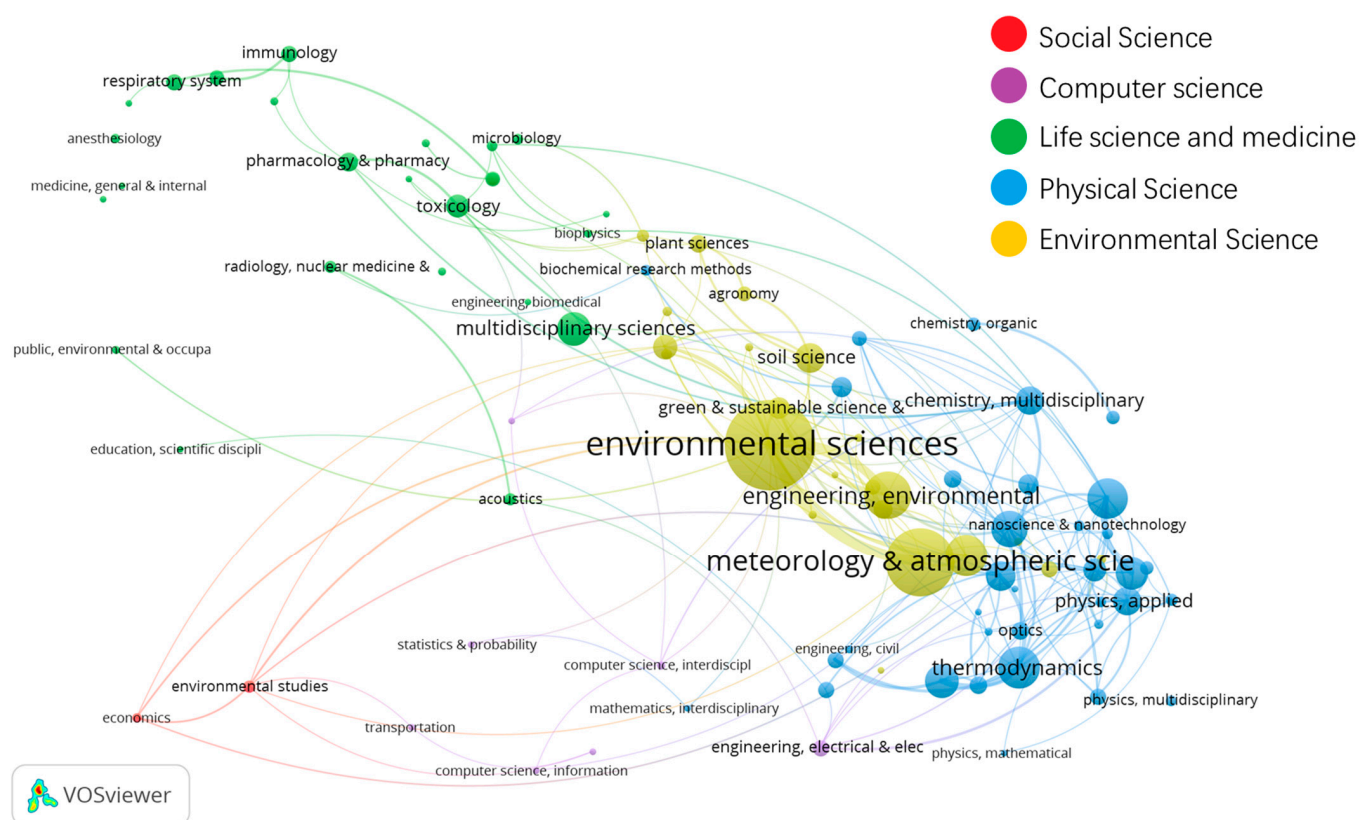 immunology
Social Science
respiratory system
Computer science
anesthesiology
microbiology
Life science and medicine
pharmacology & pharmacy
medicine, general & internal
Physical Science
toxicology
biophysics
plant sciences
Environmental Science
radiology, nuclear medicine &
biochemical research methods
agronomy
engineering, biomedical
chemistry, organic
multidisciplinary sciences
public, environmental & occupa
soil science
green & sustainable science &
chemistry, multidisciplinary
environmental sciences
education, scientific discipli
acoustics
engineering, environmental
nanoscience & nanotechnology
meteorology & atmospheric scie
physics, applied
optics
statistics & probability
engineering, civil
computer science, interdiscipl
thermodynamics
environmental studies
physics, multidisciplinary
mathematics, interdisciplinary
economics
transportation
engineering, electrical & elec
physics, mathematical
computer science, information
VOSviewer